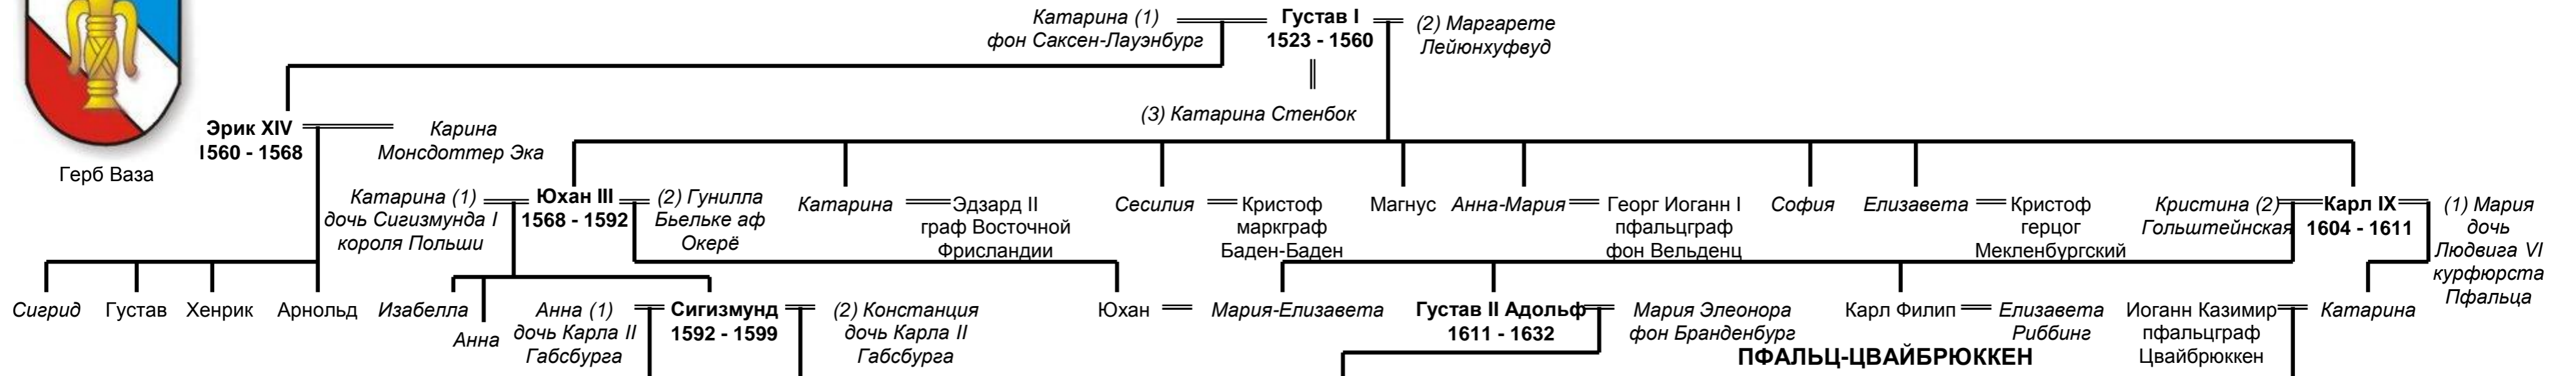 Катарина (1)
фон Саксен-Лауэнбург
Густав I
1523 - 1560
(2) Маргарете
Лейюнхуфвуд
(3) Катарина Стенбок
Герб Ваза
Эрик XIV
1560 - 1568
Карина
Монсдоттер Эка
Катарина (1)
дочь Сигизмунда I
короля Польши
Юхан III
1568 - 1592
(2) Гунилла
Бьельке аф
Окерё
Катарина
Эдзард II
граф Восточной
Фрисландии
Сесилия
Кристоф
маркграф
Баден-Баден
Магнус
Анна-Мария
Георг Иоганн I
пфальцграф
фон Вельденц
София
Елизавета
Кристоф
герцог
Мекленбургский
Кристина (2)
Гольштейнская
Карл IX
1604 - 1611
(1) Мария
дочь
Людвига VI
курфюрста
Пфальца
Сигрид
Густав
Хенрик
Арнольд
Изабелла
Анна
Анна (1)
дочь Карла II
Габсбурга
Сигизмунд
1592 - 1599
(2) Констанция
дочь Карла II
Габсбурга
Юхан
Мария-Елизавета
Густав II Адольф
1611 - 1632
Мария Элеонора
фон Бранденбург
Карл Филип
Елизавета
Риббинг
Иоганн Казимир
пфальцграф
Цвайбрюккен
Катарина
ПФАЛЬЦ-ЦВАЙБРЮККЕН